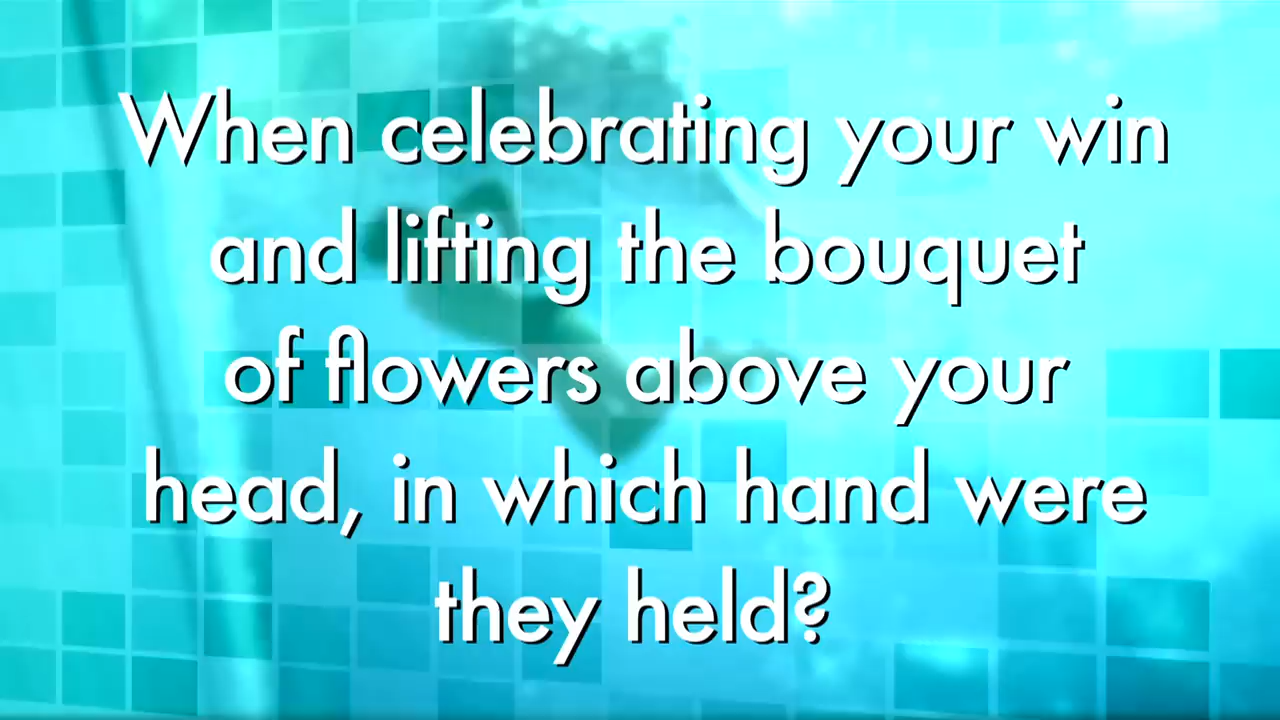 When celebrating your win
and lifting the bouquet
of flowers above your
head, in which hand were
they held?